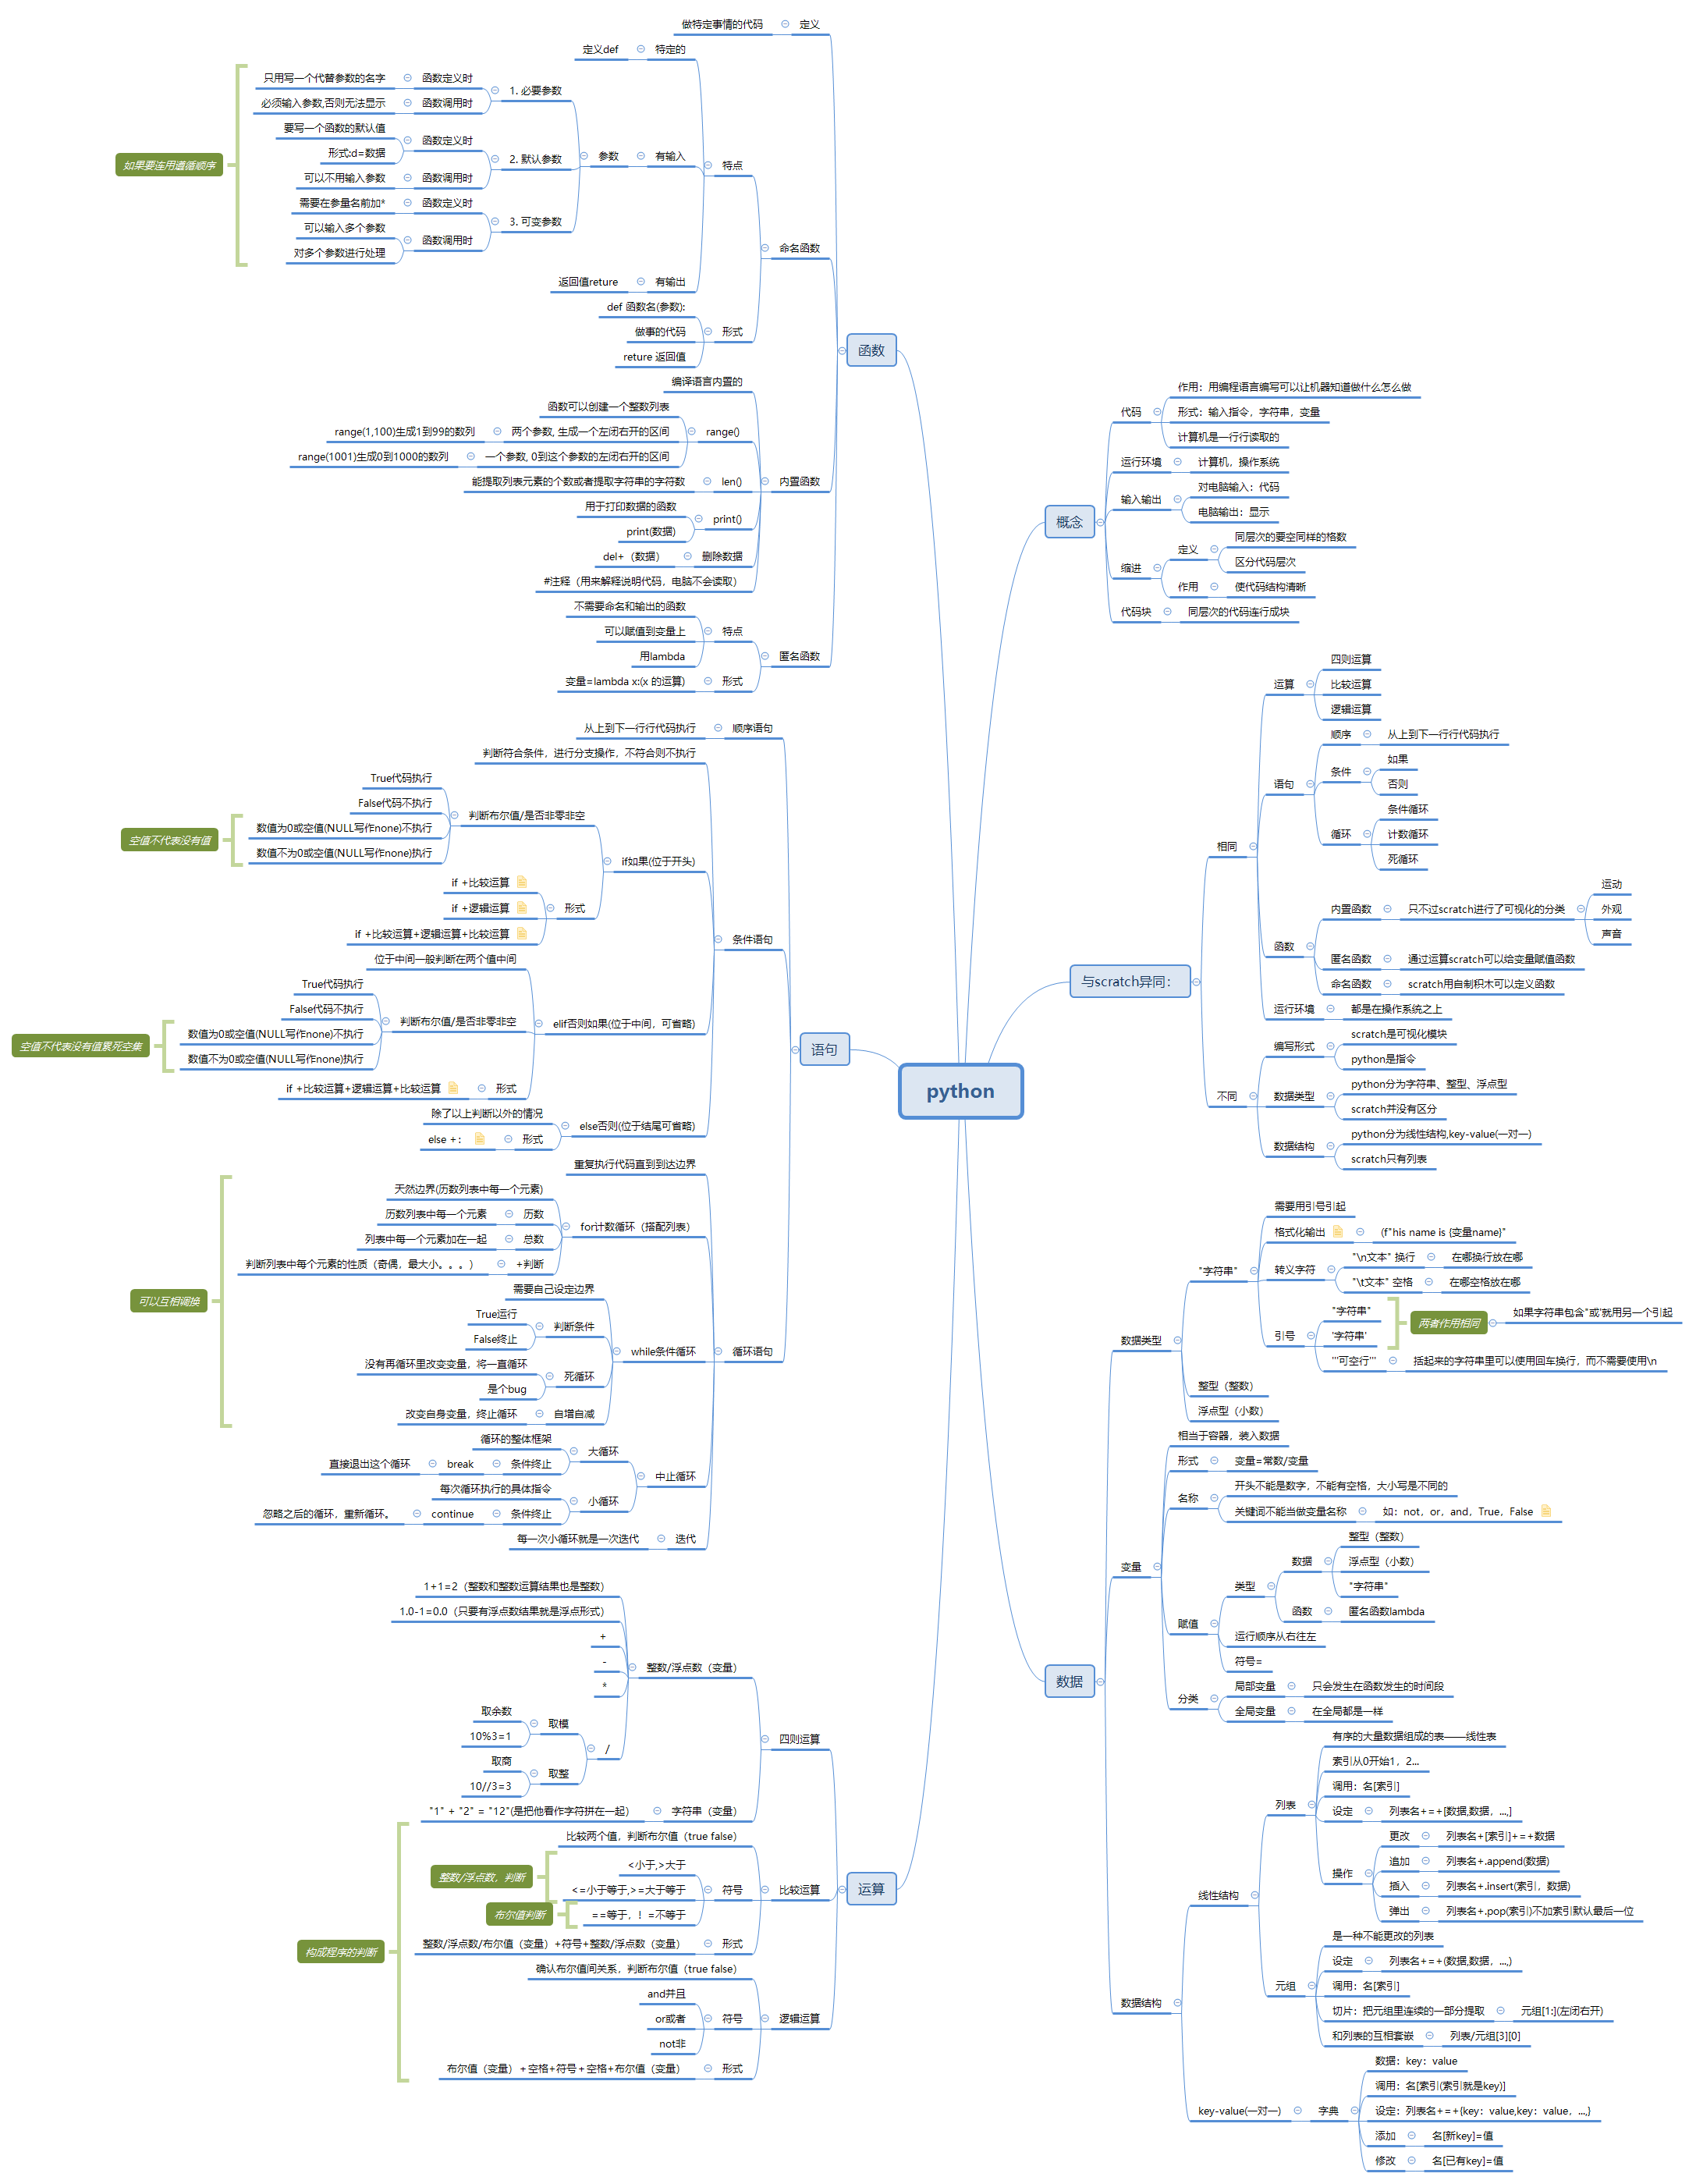 python
函数
做特定事情的代码
定义
命名函数
特点
定义def
特定的
有输入
参数
1. 必要参数
函数定义时
只用写一个代替参数的名字
函数调用时
必须输入参数,否则无法显示
2. 默认参数
函数定义时
要写一个函数的默认值
形式:d=数据
函数调用时
可以不用输入参数
3. 可变参数
函数定义时
需要在参量名前加*
函数调用时
可以输入多个参数
对多个参数进行处理
如果要连用遵循顺序
有输出
返回值reture
形式
def 函数名(参数):
做事的代码
reture 返回值
内置函数
编译语言内置的
range()
函数可以创建一个整数列表
两个参数, 生成一个左闭右开的区间
range(1,100)生成1到99的数列
一个参数, 0到这个参数的左闭右开的区间
range(1001)生成0到1000的数列
len()
能提取列表元素的个数或者提取字符串的字符数
print()
用于打印数据的函数
print(数据)
删除数据
del+（数据）
#注释（用来解释说明代码，电脑不会读取）
匿名函数
特点
不需要命名和输出的函数
可以赋值到变量上
用lambda
形式
变量=lambda x:(x 的运算)
语句
顺序语句
从上到下一行行代码执行
条件语句
判断符合条件，进行分支操作，不符合则不执行
if如果(位于开头)
判断布尔值/是否非零非空
True代码执行
False代码不执行
数值为0或空值(NULL写作none)不执行
数值不为0或空值(NULL写作none)执行
空值不代表没有值
形式
if +比较运算
if +逻辑运算
if +比较运算+逻辑运算+比较运算
elif否则如果(位于中间，可省略)
位于中间一般判断在两个值中间
判断布尔值/是否非零非空
True代码执行
False代码不执行
数值为0或空值(NULL写作none)不执行
数值不为0或空值(NULL写作none)执行
空值不代表没有值累死空集
形式
if +比较运算+逻辑运算+比较运算
else否则(位于结尾可省略)
除了以上判断以外的情况
形式
else +：
循环语句
重复执行代码直到到达边界
for计数循环（搭配列表）
天然边界(历数列表中每一个元素)
历数
历数列表中每一个元素
总数
列表中每一个元素加在一起
+判断
判断列表中每个元素的性质（奇偶，最大小。。。）
while条件循环
需要自己设定边界
判断条件
True运行
False终止
死循环
没有再循环里改变变量，将一直循环
是个bug
自增自减
改变自身变量，终止循环
可以互相调换
中止循环
大循环
循环的整体框架
条件终止
break
直接退出这个循环
小循环
每次循环执行的具体指令
条件终止
continue
忽略之后的循环，重新循环。
迭代
每一次小循环就是一次迭代
运算
四则运算
整数/浮点数（变量）
1+1=2（整数和整数运算结果也是整数）
1.0-1=0.0（只要有浮点数结果就是浮点形式）
+
-
*
/
取模
取余数
10%3=1
取整
取商
10//3=3
字符串（变量）
"1" + "2" = "12"(是把他看作字符拼在一起）
比较运算
比较两个值，判断布尔值（true false）
符号
<小于,>大于
<=小于等于,>=大于等于
==等于，！=不等于
整数/浮点数，判断
布尔值判断
形式
整数/浮点数/布尔值（变量）+符号+整数/浮点数（变量）
逻辑运算
确认布尔值间关系，判断布尔值（true false）
符号
and并且
or或者
not非
形式
布尔值（变量）+空格+符号+空格+布尔值（变量）
构成程序的判断
概念
代码
作用：用编程语言编写可以让机器知道做什么怎么做
形式：输入指令，字符串，变量
计算机是一行行读取的
运行环境
计算机，操作系统
输入输出
对电脑输入：代码
电脑输出：显示
缩进
定义
同层次的要空同样的格数
区分代码层次
作用
使代码结构清晰
代码块
同层次的代码连行成块
与scratch异同：
相同
运算
四则运算
比较运算
逻辑运算
语句
顺序
从上到下一行行代码执行
条件
如果
否则
循环
条件循环
计数循环
死循环
函数
内置函数
只不过scratch进行了可视化的分类
运动
外观
声音
匿名函数
通过运算scratch可以给变量赋值函数
命名函数
scratch用自制积木可以定义函数
运行环境
都是在操作系统之上
不同
编写形式
scratch是可视化模块
python是指令
数据类型
python分为字符串、整型、浮点型
scratch并没有区分
数据结构
python分为线性结构,key-value(一对一)
scratch只有列表
数据
数据类型
"字符串"
需要用引号引起
格式化输出
(f"his name is {变量name}"
转义字符
"\n文本" 换行
在哪换行放在哪
"\t文本" 空格
在哪空格放在哪
引号
"字符串"
'字符串'
两者作用相同
如果字符串包含"或'就用另一个引起
'''可空行'''
括起来的字符串里可以使用回车换行，而不需要使用\n
整型（整数）
浮点型（小数）
变量
相当于容器，装入数据
形式
变量=常数/变量
名称
开头不能是数字，不能有空格，大小写是不同的
关键词不能当做变量名称
如：not，or，and，True，False
赋值
类型
数据
整型（整数）
浮点型（小数）
"字符串"
函数
匿名函数lambda
运行顺序从右往左
符号=
分类
局部变量
只会发生在函数发生的时间段
全局变量
在全局都是一样
数据结构
线性结构
列表
有序的大量数据组成的表——线性表
索引从0开始1，2...
调用：名[索引]
设定
列表名+=+[数据,数据，...,]
操作
更改
列表名+[索引]+=+数据
追加
列表名+.append(数据)
插入
列表名+.insert(索引，数据)
弹出
列表名+.pop(索引)不加索引默认最后一位
元组
是一种不能更改的列表
设定
列表名+=+(数据,数据，...,)
调用：名[索引]
切片：把元组里连续的一部分提取
元组[1:](左闭右开)
和列表的互相套嵌
列表/元组[3][0]
key-value(一对一)
字典
数据：key：value
调用：名[索引(索引就是key)]
设定：列表名+=+{key：value,key：value，...,}
添加
名[新key]=值
修改
名[已有key]=值